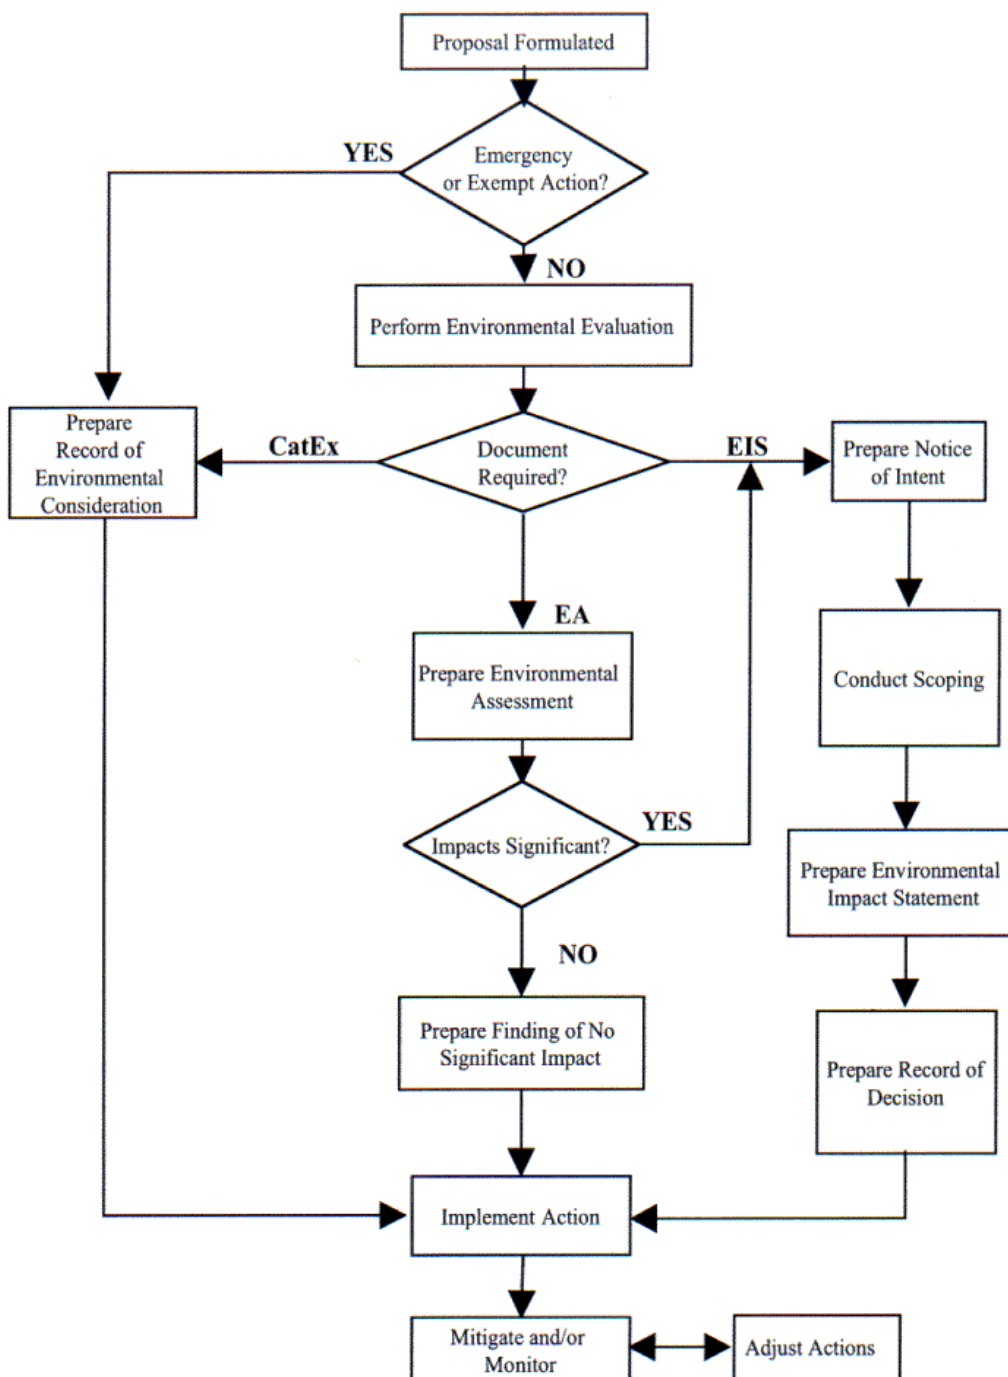 Proposal Formulated
YES
Emergency
or Exempt Action?
NO
Perform Environmental Evaluation
Prepare
Record of
Environmental
Consideration
CatEx
Document
Required?
EIS
Prepare Notice
of Intent
EA
Prepare Environmental
Assessment
Conduct Scoping
Impacts Significant?
YES
Prepare Environmental
Impact Statement
NO
Prepare Finding of No
Significant Impact
Prepare Record of
Decision
Implement Action
Mitigate and/or
Monitor
Adjust Actions